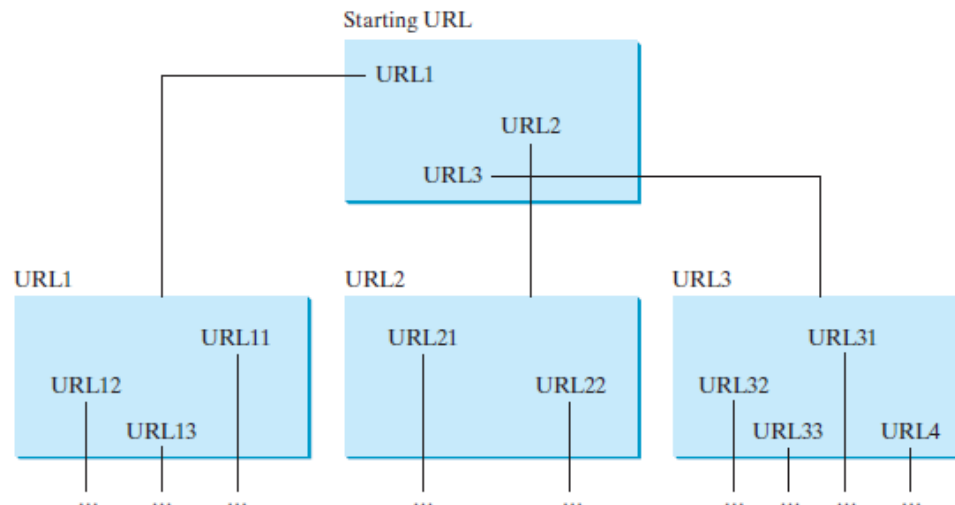 Starting URL
URL1
URL2
URL3
URL1
URL11
URL12
URL13
URL2
URL21
URL22
URL3
URL31
URL32
URL33
URL4
... ... ... ... ... ... ... ... ...